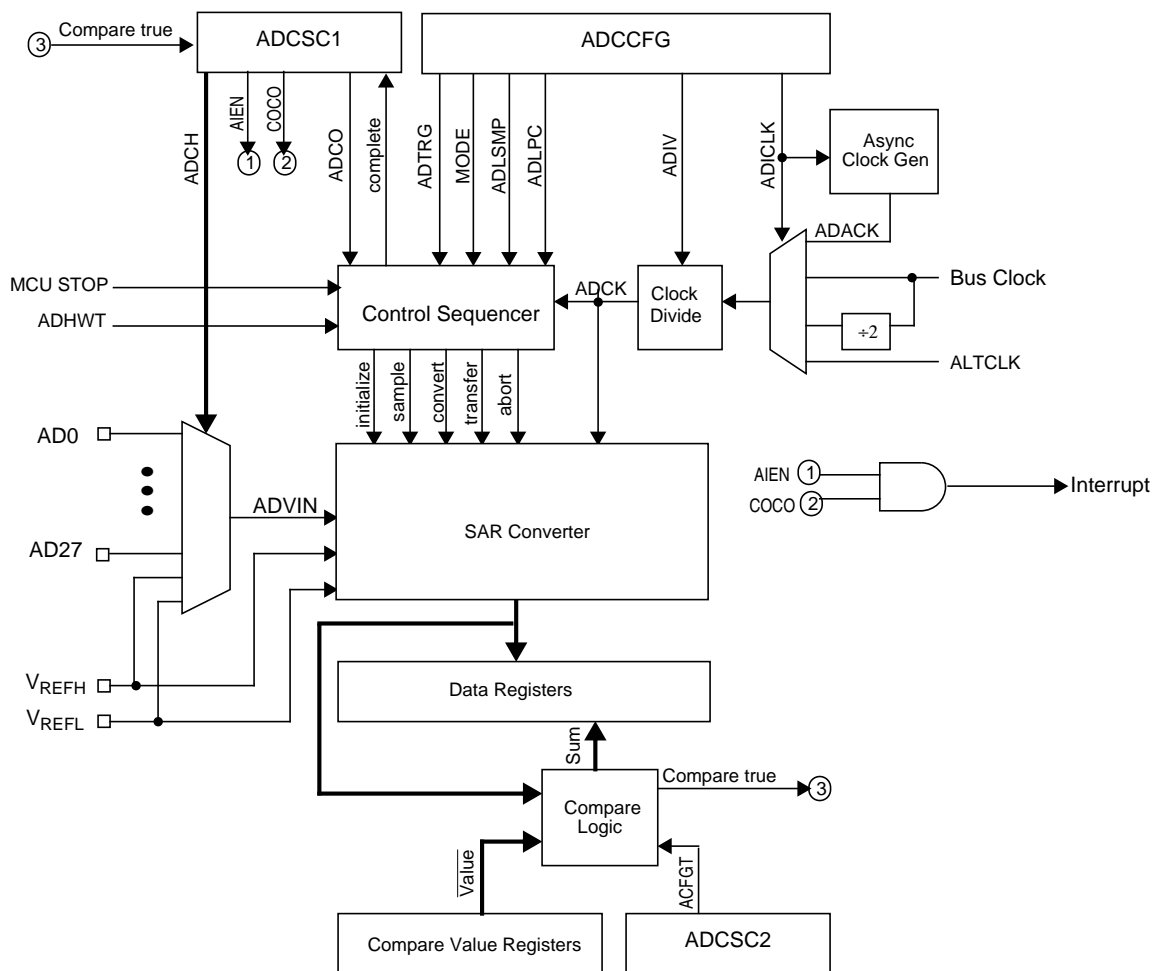 3
Compare true
ADCSC1
ADCCFG
ADCH
AIEN
COCO
ADCO
complete
ADTRG
MODE
ADLSMP
ADLPC
ADIV
ADICLK
1
2
Async
Clock Gen
ADACK
MCU STOP
ADHWT
Control Sequencer
ADCK
Clock
Divide
Bus Clock
÷2
ALTCLK
initialize
sample
convert
transfer
abort
AD0
AD27
ADVIN
SAR Converter
AIEN 1
COCO 2
Interrupt
VREFH
VREFL
Data Registers
Sum
Compare true
3
Compare
Logic
Value
ACFGT
Compare Value Registers
ADCSC2